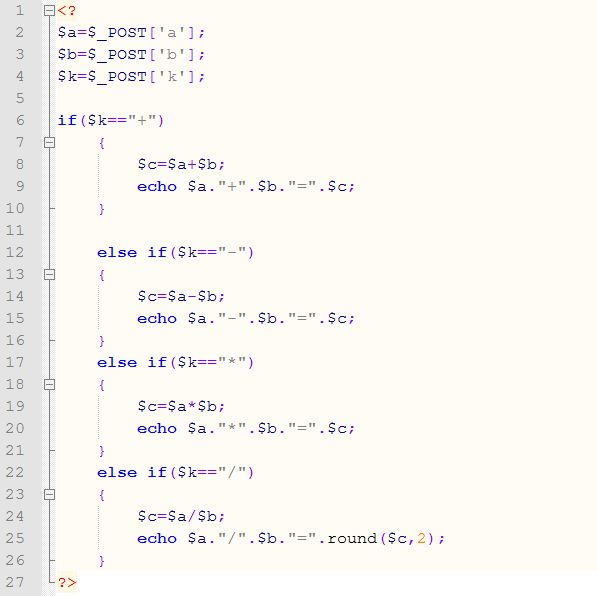 1 <?
2 $a=$_POST['a'];
3 $b=$_POST['b'];
4 $k=$_POST['k'];
5
6 if($k=="+")
7 {
8 $c=$a+$b;
9 echo $a."+".$b."=".$c;
10 }
11
12 else if($k=="-")
13 {
14 $c=$a-$b;
15 echo $a."-".$b."=".$c;
16 }
17 else if($k=="*")
18 {
19 $c=$a*$b;
20 echo $a."*".$b."=".$c;
21 }
22 else if($k=="/")
23 {
24 $c=$a/$b;
25 echo $a."/".$b."=".round($c,2);
26 }
27 ?>